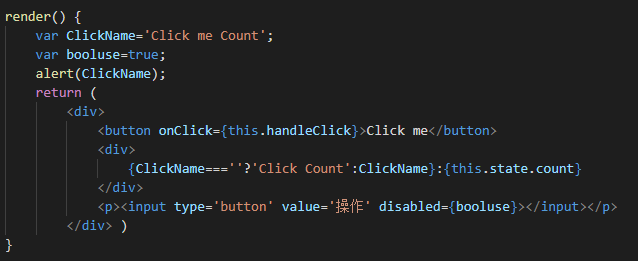 render() {
var ClickName='Click me Count';
var booluse=true;
alert(ClickName);
return (
<div>
<button onClick={this.handleClick}>Click me</button>
<div>
{ClickName===''?'Click Count':ClickName}:{this.state.count}
</div>
<p><input type='button' value='操作' disabled={booluse}></input></p>
</div> )
}